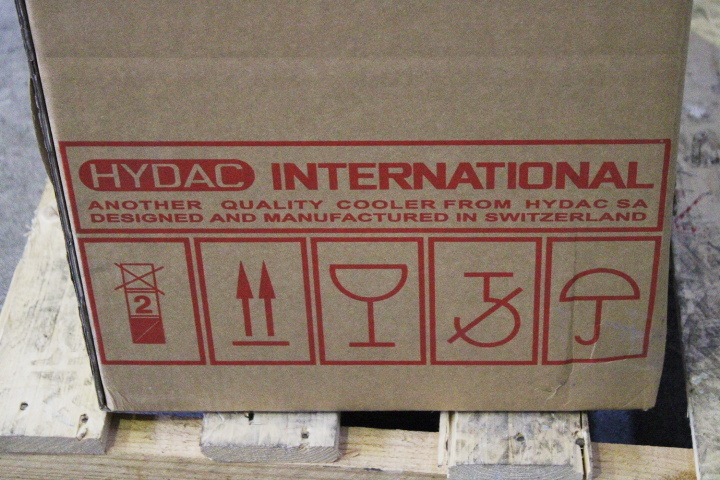 HYDAC INTERNATIONAL
ANOTHER QUALITY COOLER FROM HYDAC SA
DESIGNED AND MANUFACTURED IN SWITZERLAND
2